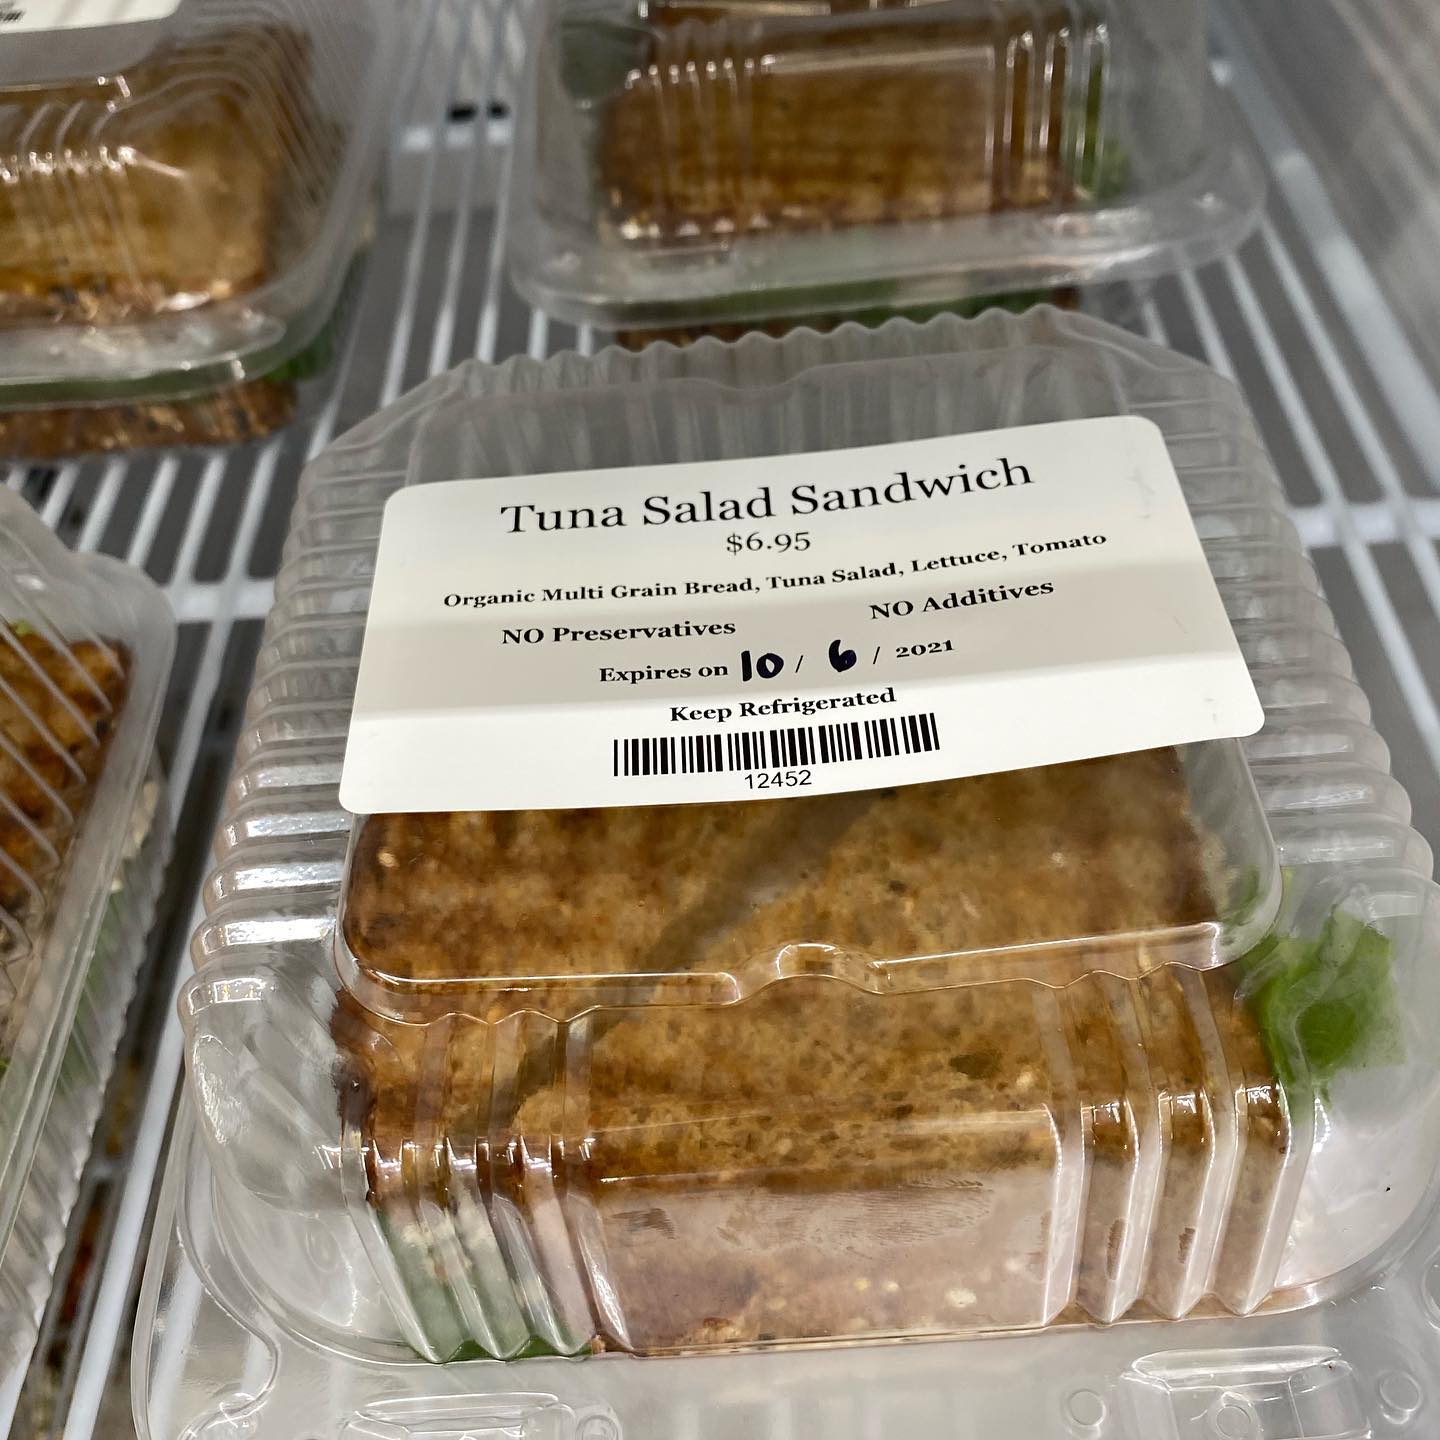 Tuna Salad Sandwich
$6.95
Organic Multi Grain Bread, Tuna Salad, Lettuce, Tomato
NO Preservatives NO Additives
Expires on 10 / 6 / 2021
Keep Refrigerated
12452